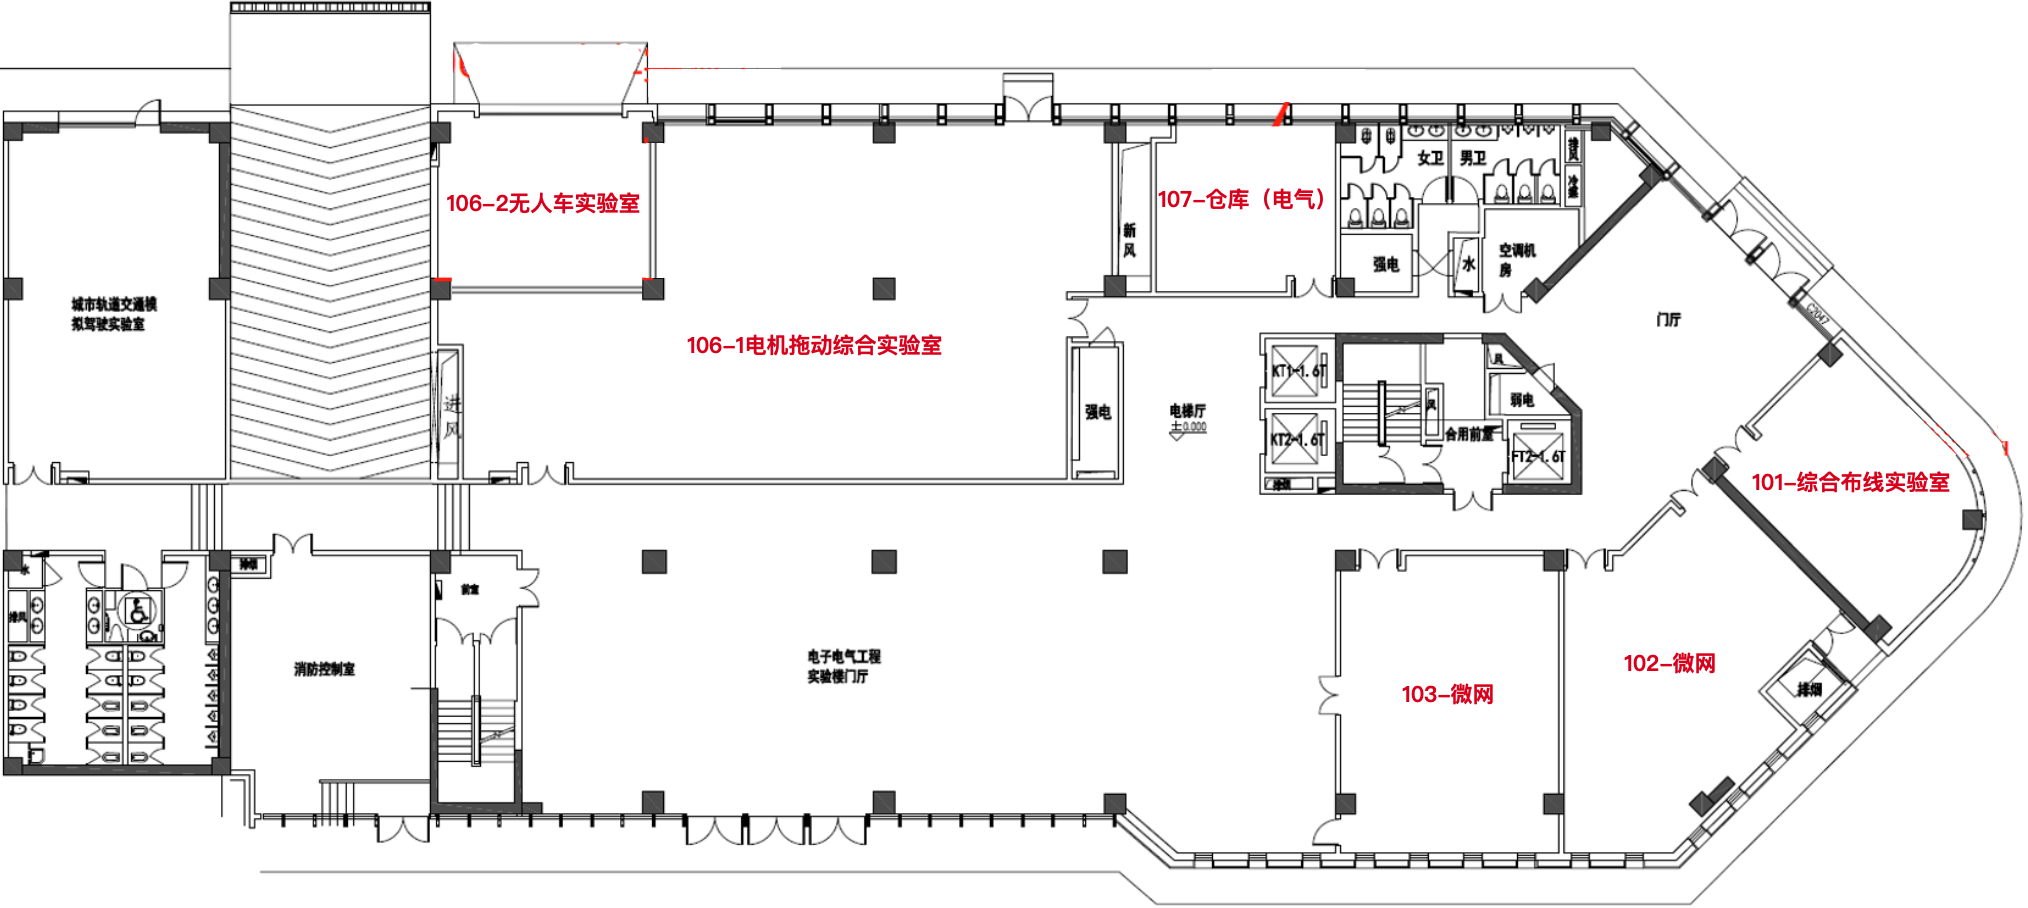 106-2无人车实验室
107-仓库（电气）
女卫
男卫
排风
新风
强电
水
空调机房
城市轨道交通模
拟驾驶实验室
106-1电机拖动综合实验室
门厅
C2047
进风
强电
电梯厅
±0.000
KT1-1.6T
KT2-1.6T
排烟
风
风
弱电
合用前室
FT2-1.6T
101-综合布线实验室
水
排风
排烟
前室
消防控制室
电子电气工程
实验楼门厅
103-微网
102-微网
排烟